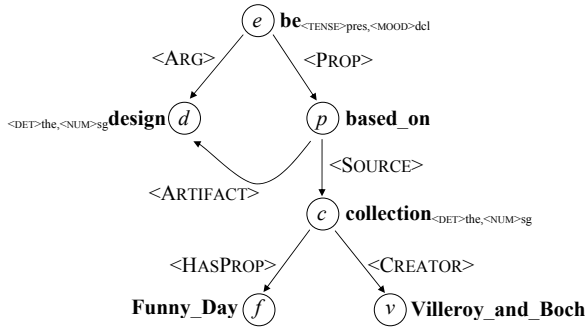 e be<TENSE>pres,<MOOD>dcl
<ARG> <PROP>
<DET>the,<NUM>sg design d p based_on
<ARTIFACT> <SOURCE>
c collection<DET>the,<NUM>sg
<HASPROP> <CREATOR>
Funny_Day f v Villeroy_and_Boch